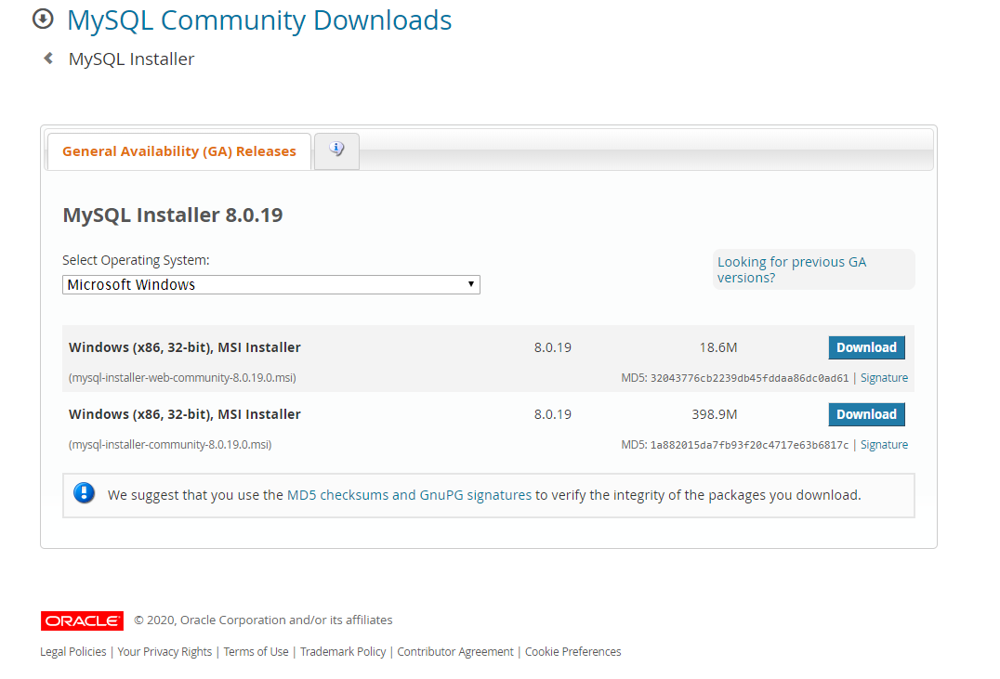 MySQL Community Downloads
MySQL Installer
General Availability (GA) Releases
MySQL Installer 8.0.19
Select Operating System:
Microsoft Windows
Looking for previous GA
versions?
Windows (x86, 32-bit), MSI Installer 8.0.19 18.6M Download
(mysql-installer-web-community-8.0.19.0.msi) MD5: 32043776cb2239db45fddaa86dc0ad61 | Signature
Windows (x86, 32-bit), MSI Installer 8.0.19 398.9M Download
(mysql-installer-community-8.0.19.0.msi) MD5: 1a882015da7fb93f20c4717e63b6817c | Signature
We suggest that you use the MD5 checksums and GnuPG signatures to verify the integrity of the packages you download.
ORACLE © 2020, Oracle Corporation and/or its affiliates
Legal Policies | Your Privacy Rights | Terms of Use | Trademark Policy | Contributor Agreement | Cookie Preferences